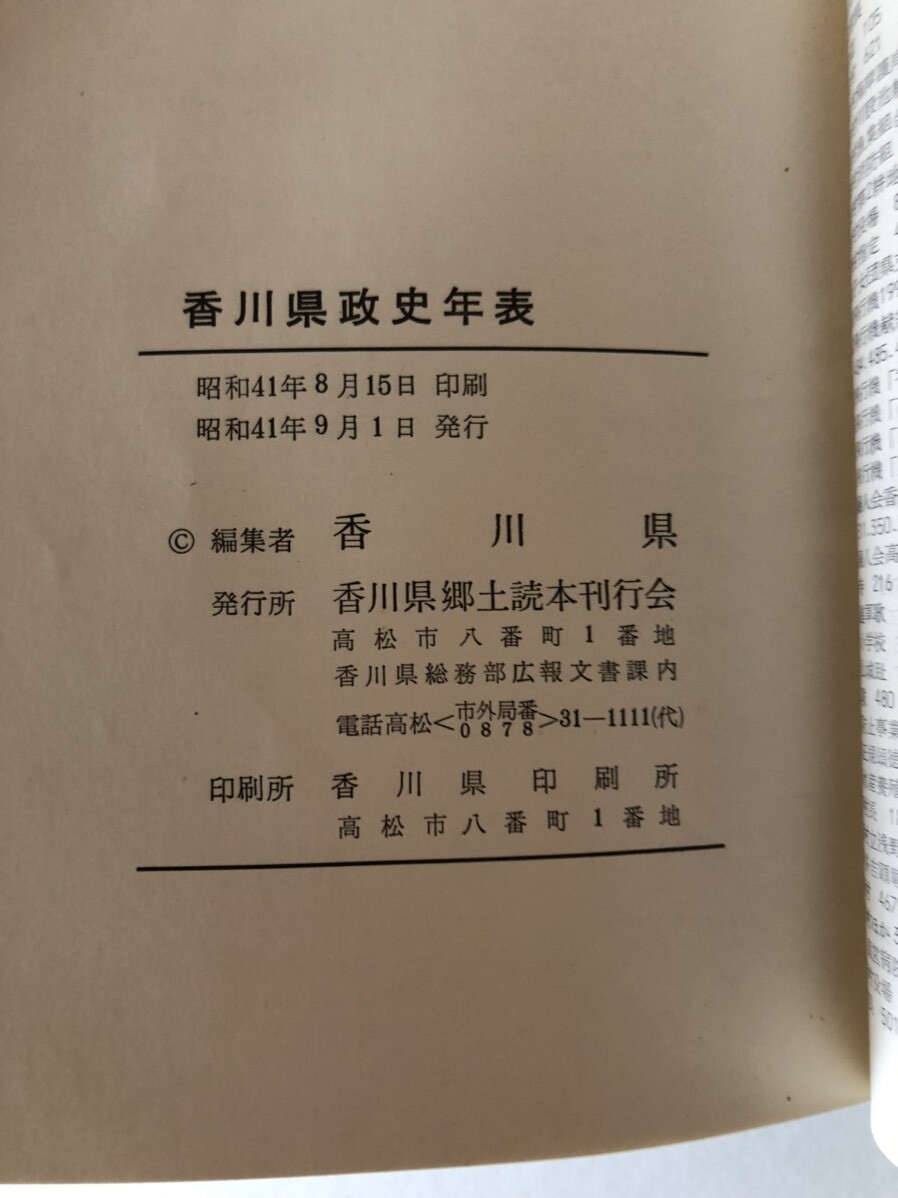 香川県政史年表
昭和41年8月15日 印刷
昭和41年9月1日 発行
© 編集者 香川県
発行所 香川県郷土読本刊行会
高松市八番町1番地
香川県総務部広報文書課内
電話高松<市外局番0878>31—1111(代)
印刷所 香川県印刷所
高松市八番町1番地
105
621
480
467
501